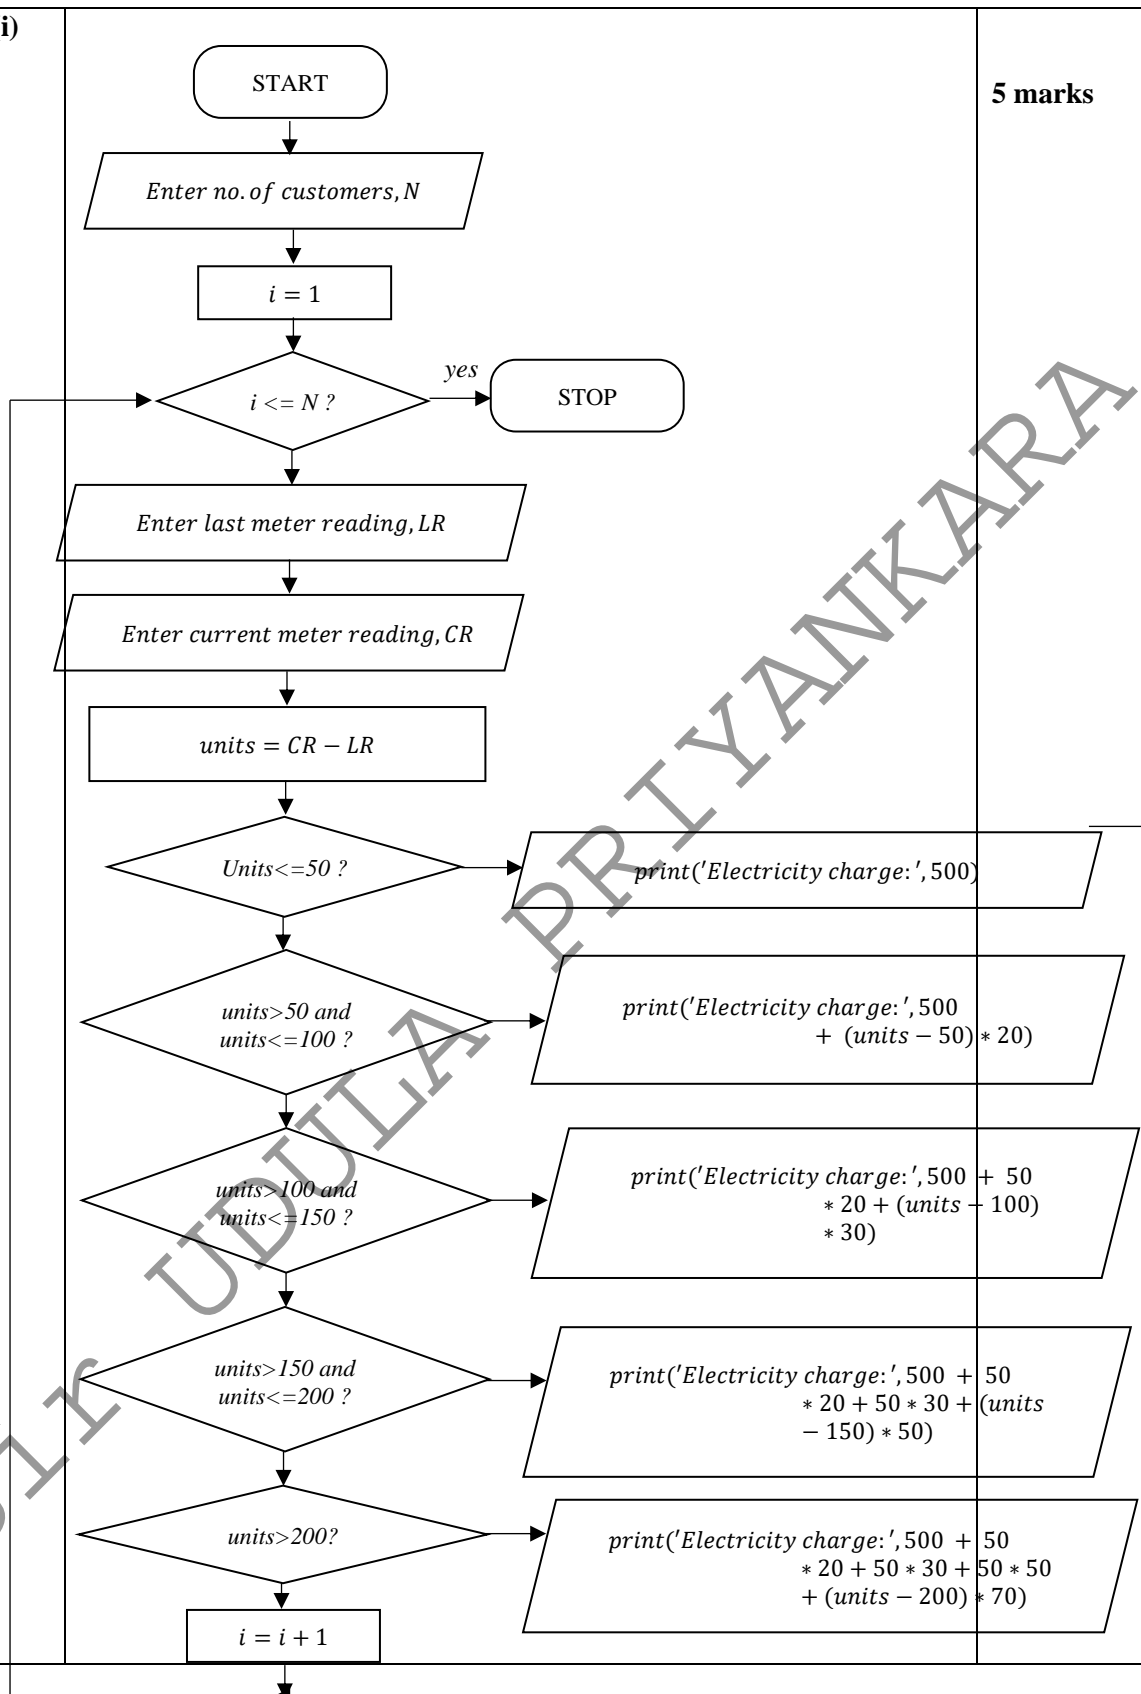 i)
START
5 marks
Enter no. of customers, N
i = 1
i <= N ?
yes
STOP
Enter last meter reading, LR
Enter current meter reading, CR
units = CR − LR
Units<=50 ?
print('Electricity charge:', 500)
units>50 and
units<=100 ?
print('Electricity charge:', 500
+ (units − 50) * 20)
units>100 and
units<=150 ?
print('Electricity charge:', 500 + 50
* 20 + (units − 100)
* 30)
units>150 and
units<=200 ?
print('Electricity charge:', 500 + 50
* 20 + 50 * 30 + (units
− 150) * 50)
units>200?
print('Electricity charge:', 500 + 50
* 20 + 50 * 30 + 50 * 50
+ (units − 200) * 70)
i = i + 1
ir UDULA PRIYANKARA